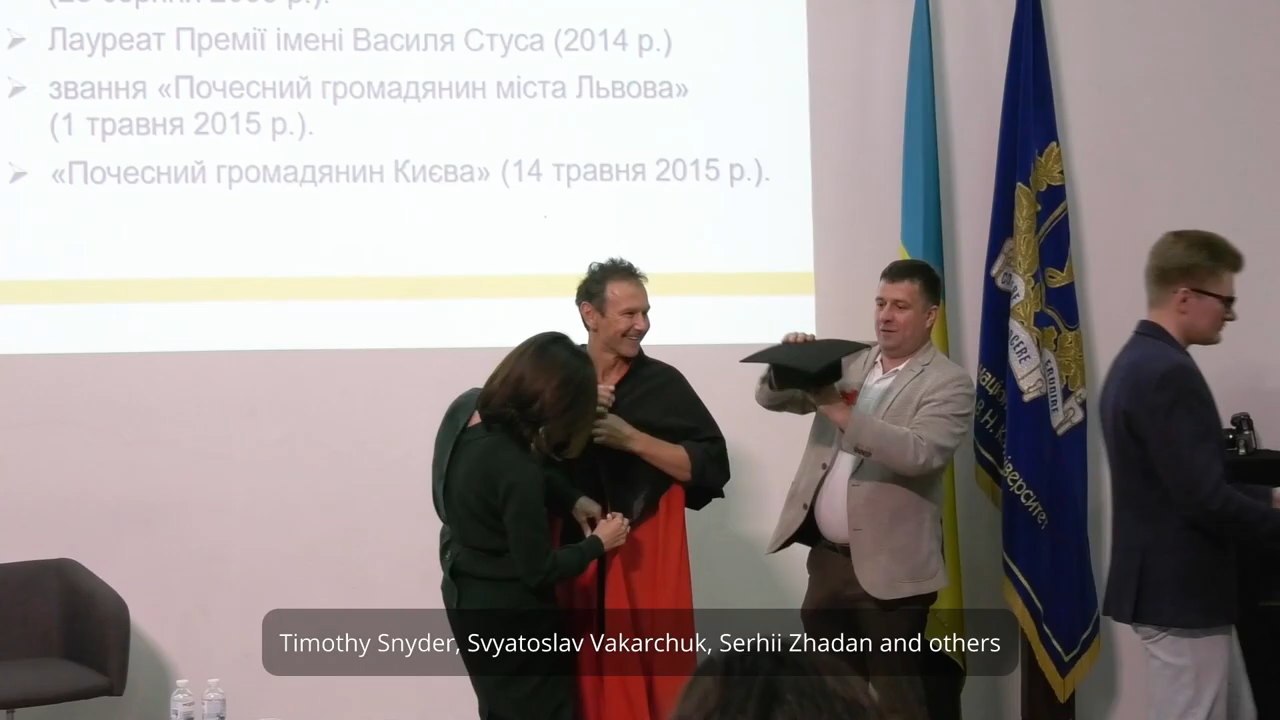 Лауреат Премії імені Василя Стуса (2014 р.)
звання «Почесний громадянин міста Львова»
(1 травня 2015 р.).
«Почесний громадянин Києва» (14 травня 2015 р.).
ERUDIRE
Timothy Snyder, Svyatoslav Vakarchuk, Serhii Zhadan and others